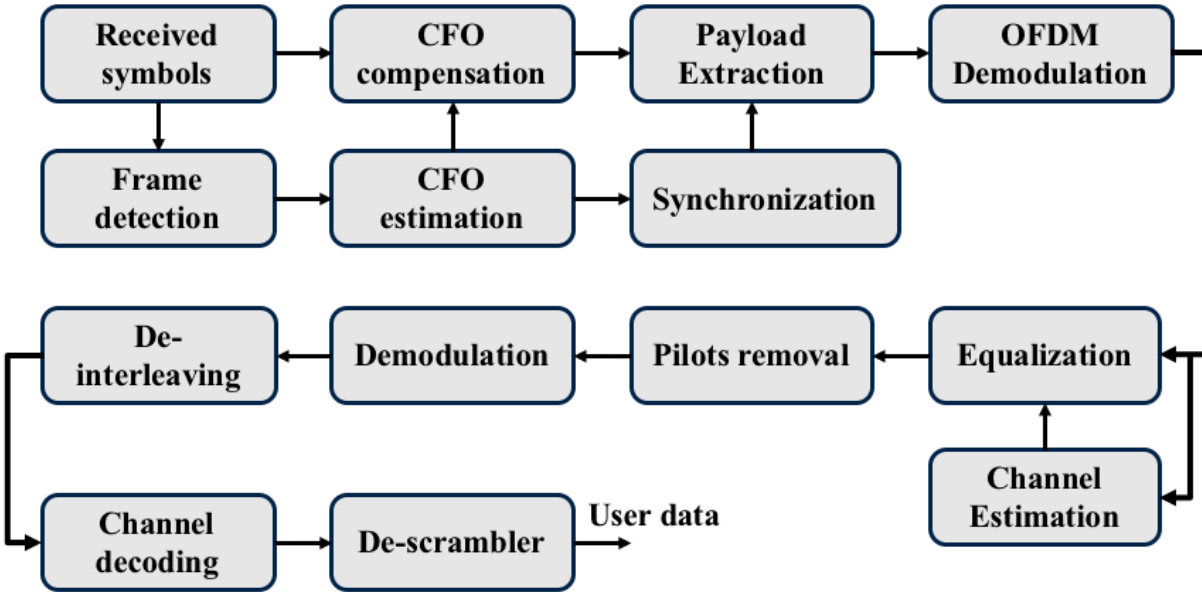 Received
symbols
CFO
compensation
Payload
Extraction
OFDM
Demodulation
Frame
detection
CFO
estimation
Synchronization
De-
interleaving
Demodulation
Pilots removal
Equalization
Channel
Estimation
Channel
decoding
De-scrambler
User data